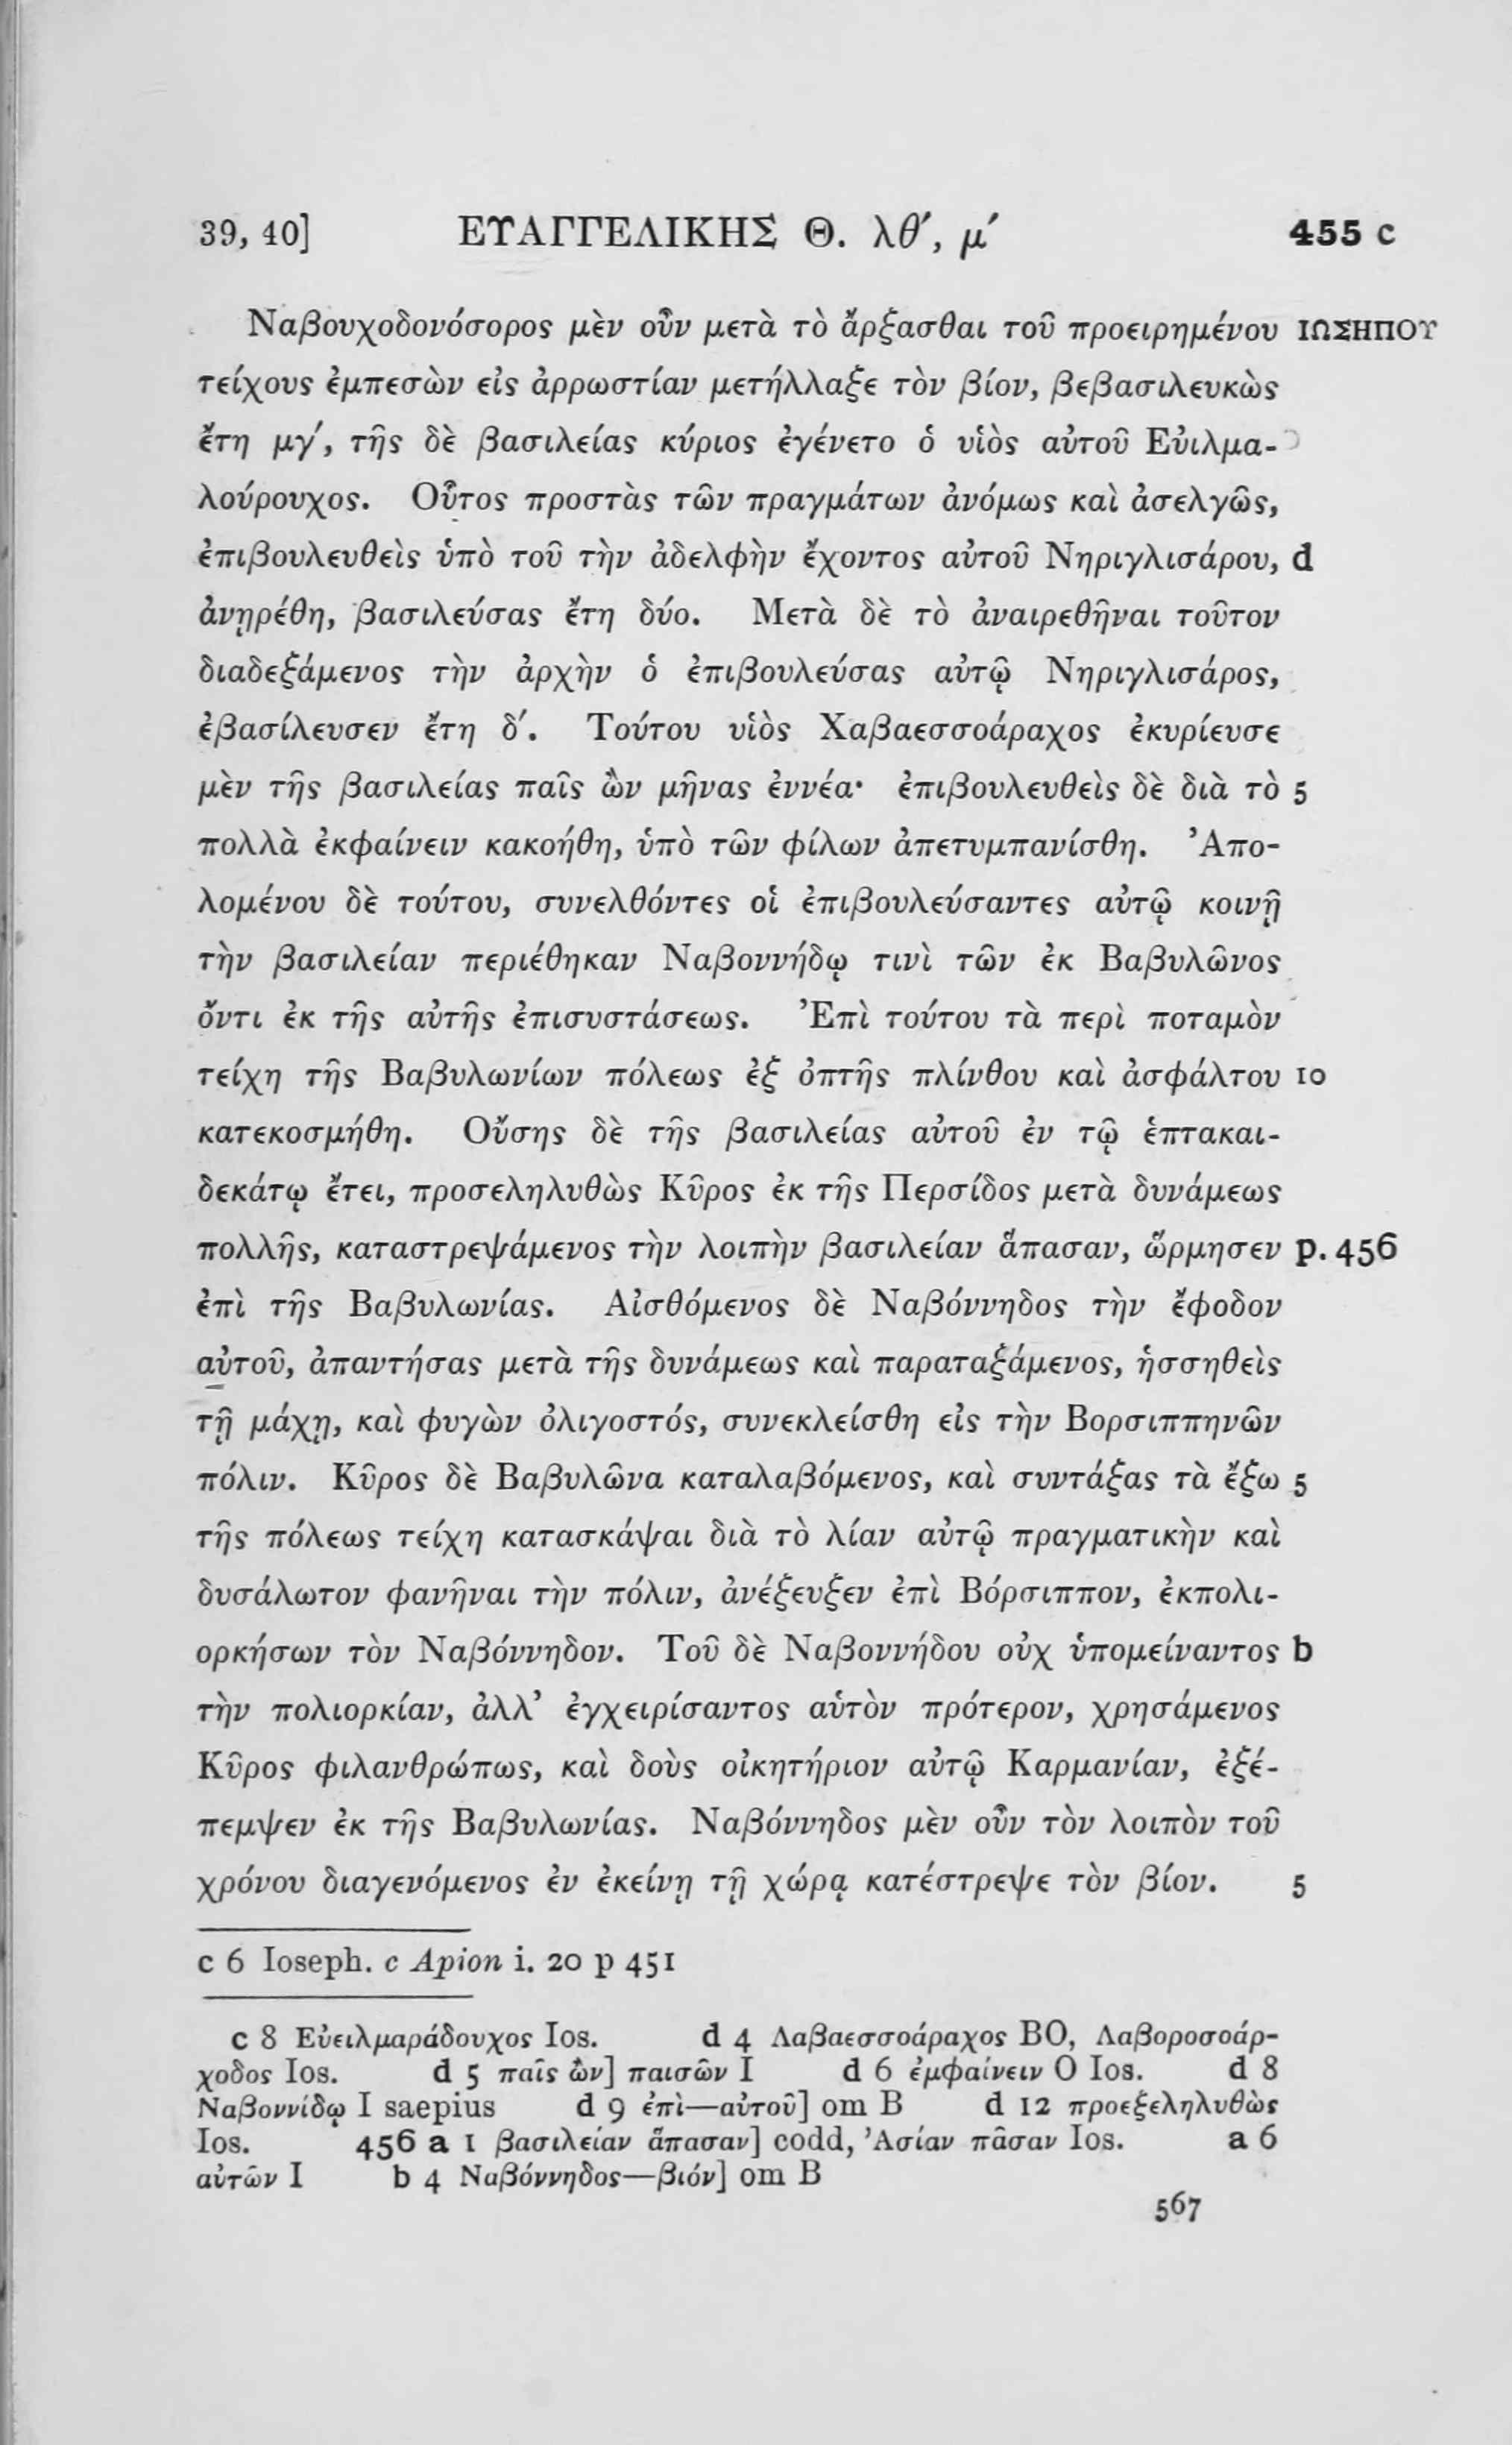 39, 40] ΕΥΑΓΓΕΛΙΚΗΣ Θ. λθ´, μ´ 455 c
Ναβουχοδονόσορος μὲν οὖν μετὰ τὸ ἄρξασθαι τοῦ προειρημένου ΙΩΣΗΠΟΥ
τείχους ἐμπεσὼν εἰς ἀρρωστίαν μετήλλαξε τὸν βίον, βεβασιλευκὼς
ἔτη μγ´, τῆς δὲ βασιλείας κύριος ἐγένετο ὁ υἱὸς αὐτοῦ Εὐιλμα-
λούρουχος. Οὗτος προστὰς τῶν πραγμάτων ἀνόμως καὶ ἀσελγῶς,
ἐπιβουλευθεὶς ὑπὸ τοῦ τὴν ἀδελφὴν ἔχοντος αὐτοῦ Νηριγλισάρου, d
ἀνῃρέθη, βασιλεύσας ἔτη δύο. Μετὰ δὲ τὸ ἀναιρεθῆναι τοῦτον
διαδεξάμενος τὴν ἀρχὴν ὁ ἐπιβουλεύσας αὐτῷ Νηριγλισάρος,
ἐβασίλευσεν ἔτη δ´. Τούτου υἱὸς Χαβαεσσοάραχος ἐκυρίευσε
μὲν τῆς βασιλείας παῖς ὢν μῆνας ἐννέα· ἐπιβουλευθεὶς δὲ διὰ τὸ 5
πολλὰ ἐκφαίνειν κακοήθη, ὑπὸ τῶν φίλων ἀπετυμπανίσθη. Ἀπο-
λομένου δὲ τούτου, συνελθόντες οἱ ἐπιβουλεύσαντες αὐτῷ κοινῇ
τὴν βασιλείαν περιέθηκαν Ναβοννήδῳ τινὶ τῶν ἐκ Βαβυλῶνος
ὄντι ἐκ τῆς αὐτῆς ἐπισυστάσεως. Ἐπὶ τούτου τὰ περὶ ποταμὸν
τείχη τῆς Βαβυλωνίων πόλεως ἐξ ὀπτῆς πλίνθου καὶ ἀσφάλτου 10
κατεκοσμήθη. Οὔσης δὲ τῆς βασιλείας αὐτοῦ ἐν τῷ ἑπτακαι-
δεκάτῳ ἔτει, προσεληλυθὼς Κῦρος ἐκ τῆς Περσίδος μετὰ δυνάμεως
πολλῆς, καταστρεψάμενος τὴν λοιπὴν βασιλείαν ἅπασαν, ὥρμησεν p. 456
ἐπὶ τῆς Βαβυλωνίας. Αἰσθόμενος δὲ Ναβόννηδος τὴν ἔφοδον
αὐτοῦ, ἀπαντήσας μετὰ τῆς δυνάμεως καὶ παραταξάμενος, ἡσσηθεὶς
τῇ μάχῃ, καὶ φυγὼν ὀλιγοστός, συνεκλείσθη εἰς τὴν Βορσιππηνῶν
πόλιν. Κῦρος δὲ Βαβυλῶνα καταλαβόμενος, καὶ συντάξας τὰ ἔξω 5
τῆς πόλεως τείχη κατασκάψαι διὰ τὸ λίαν αὐτῷ πραγματικὴν καὶ
δυσάλωτον φανῆναι τὴν πόλιν, ἀνέξευξεν ἐπὶ Βόρσιππον, ἐκπολι-
ορκήσων τὸν Ναβόννηδον. Τοῦ δὲ Ναβοννήδου οὐχ ὑπομείναντος b
τὴν πολιορκίαν, ἀλλ’ ἐγχειρίσαντος αὑτὸν πρότερον, χρησάμενος
Κῦρος φιλανθρώπως, καὶ δοὺς οἰκητήριον αὐτῷ Καρμανίαν, ἐξέ-
πεμψεν ἐκ τῆς Βαβυλωνίας. Ναβόννηδος μὲν οὖν τὸν λοιπὸν τοῦ
χρόνου διαγενόμενος ἐν ἐκείνῃ τῇ χώρᾳ κατέστρεψε τὸν βίον. 5
c 6 Ioseph. c Apion i. 20 p 451
c 8 Εὐειλμαράδουχος Ios. d 4 Λαβαεσσοάραχος BO, Λαβοροσοάρ-
χοδος Ios. d 5 παῖς ὢν] παισῶν I d 6 ἐμφαίνειν O Ios. d 8
Ναβοννίδῳ I saepius d 9 ἐπὶ—αὐτοῦ] om B d 12 προεξεληλυθὼς
Ios. 456 a 1 βασιλείαν ἅπασαν] codd, Ἀσίαν πᾶσαν Ios. a 6
αὐτῶν I b 4 Ναβόννηδος—βιόν] om B
567